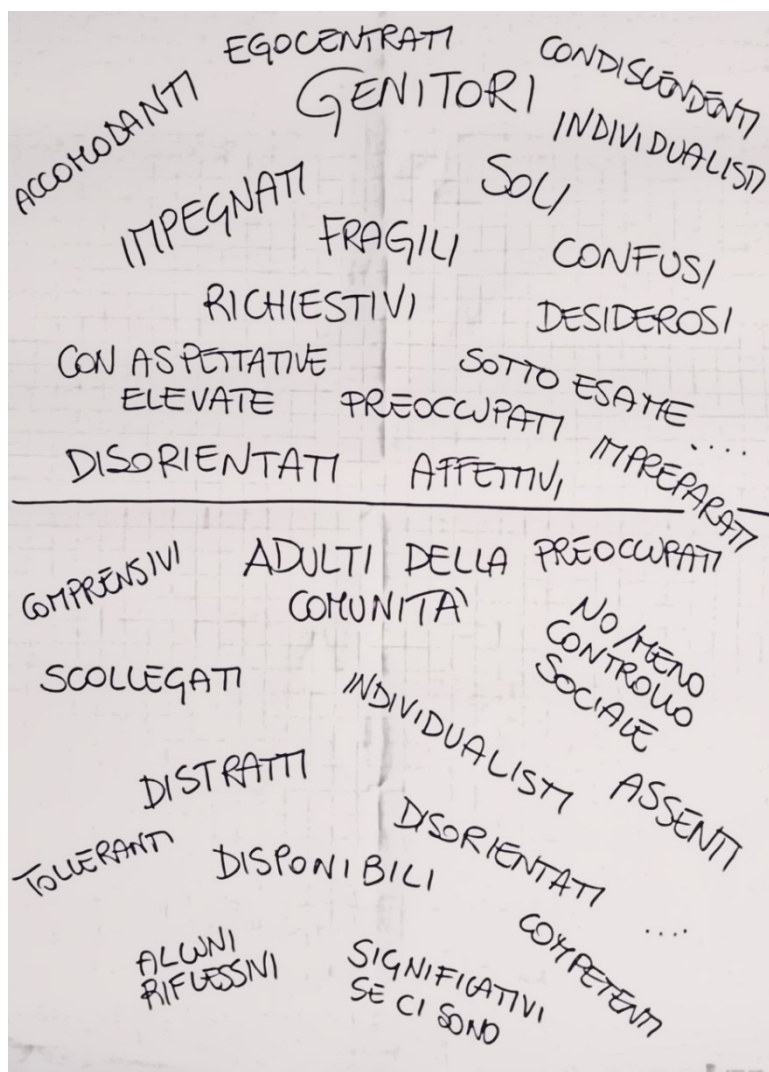 EGOCENTRATI
CONDISCENDENTI
GENITORI
ACCOMODANTI
INDIVIDUALISTI
IMPEGNATI
SOLI
FRAGILI
CONFUSI
RICHIESTIVI
DESIDEROSI
CON ASPETTATIVE
ELEVATE
SOTTO ESAME
PREOCCUPATI
....
IMPREPARATI
DISORIENTATI
AFFETTIVI
COMPRENSIVI
ADULTI DELLA
COMUNITA'
PREOCCUPATI
NO/MENO
CONTROLLO
SOCIALE
SCOLLEGATI
INDIVIDUALISTI
DISTRATTI
ASSENTI
TOLLERANTI
DISPONIBILI
DISORIENTATI
....
COMPETENTI
ALCUNI
RIFLESSIVI
SIGNIFICATIVI
SE CI SONO